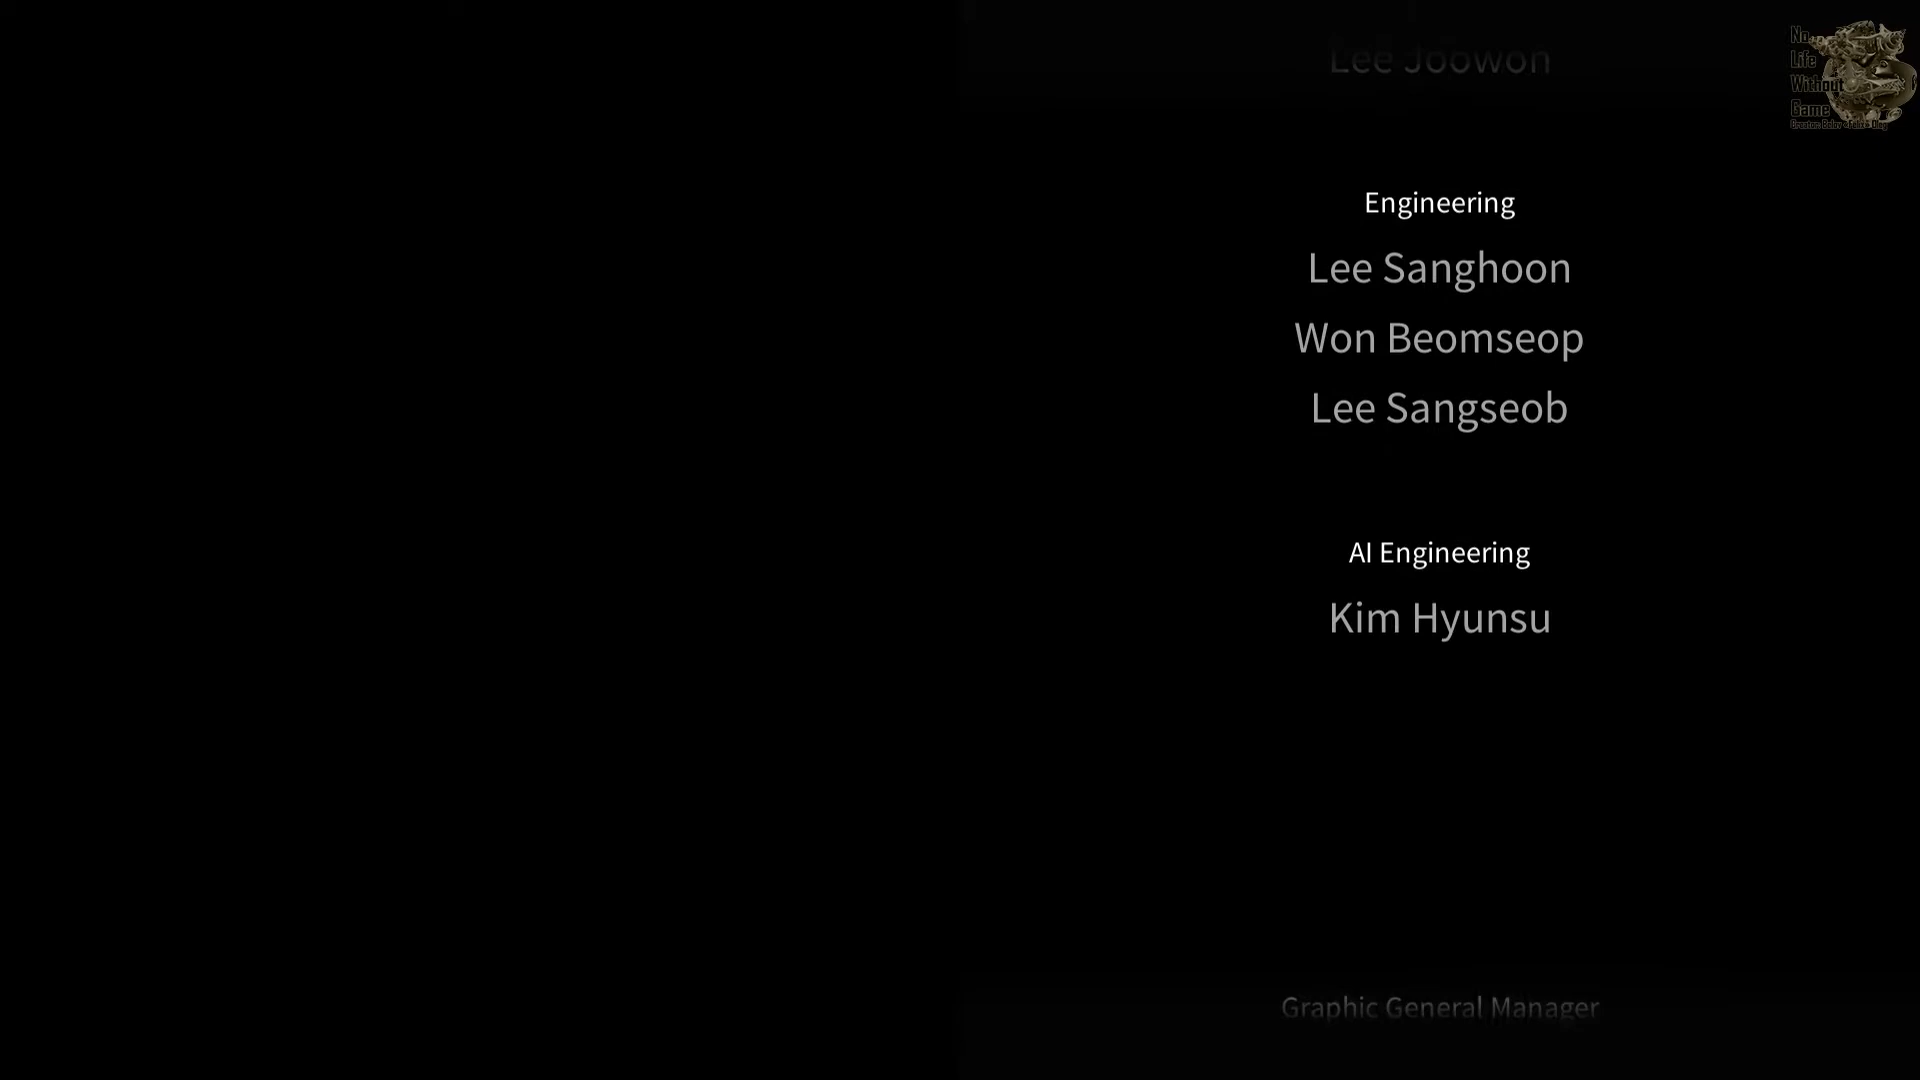 Lee Joowon
No
Life
Without
Game
Engineering
Lee Sanghoon
Won Beomseop
Lee Sangseob
AI Engineering
Kim Hyunsu
Graphic General Manager